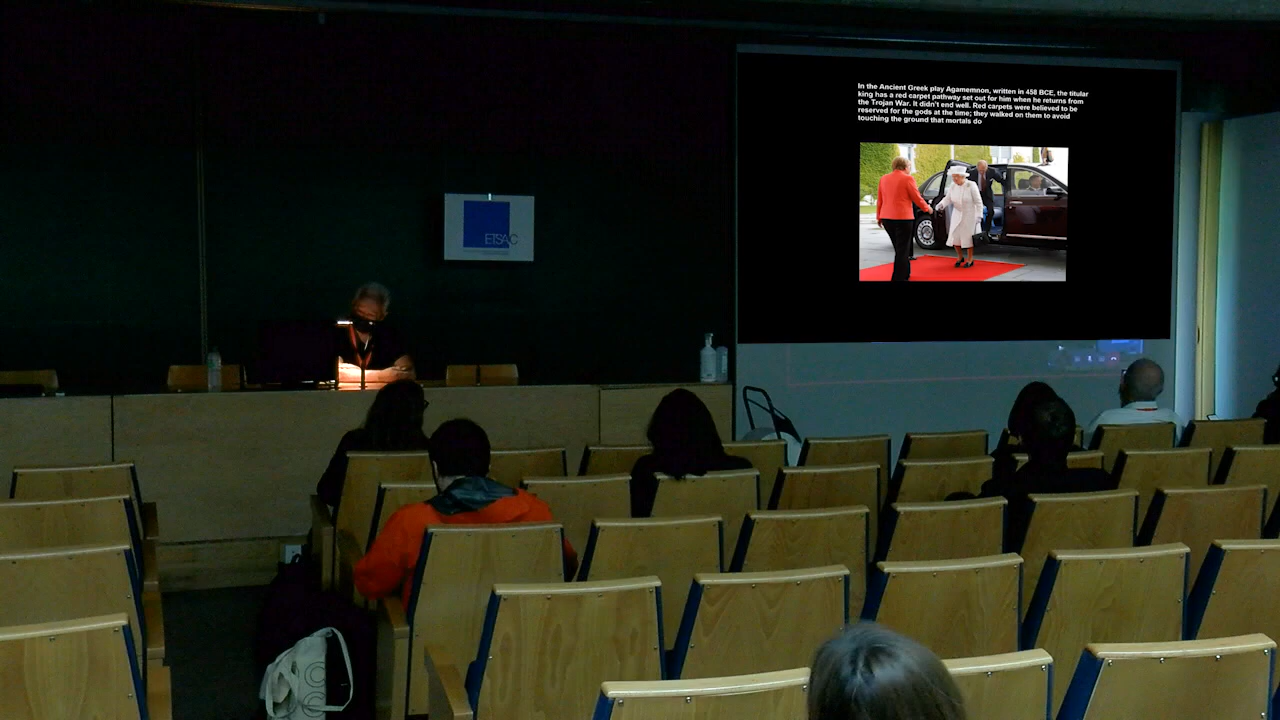 In the Ancient Greek play Agamemnon, written in 458 BCE, the titular
king has a red carpet pathway set out for him when he returns from
the Trojan War. It didn't end well. Red carpets were believed to be
reserved for the gods at the time; they walked on them to avoid
touching the ground that mortals do
ETSAC